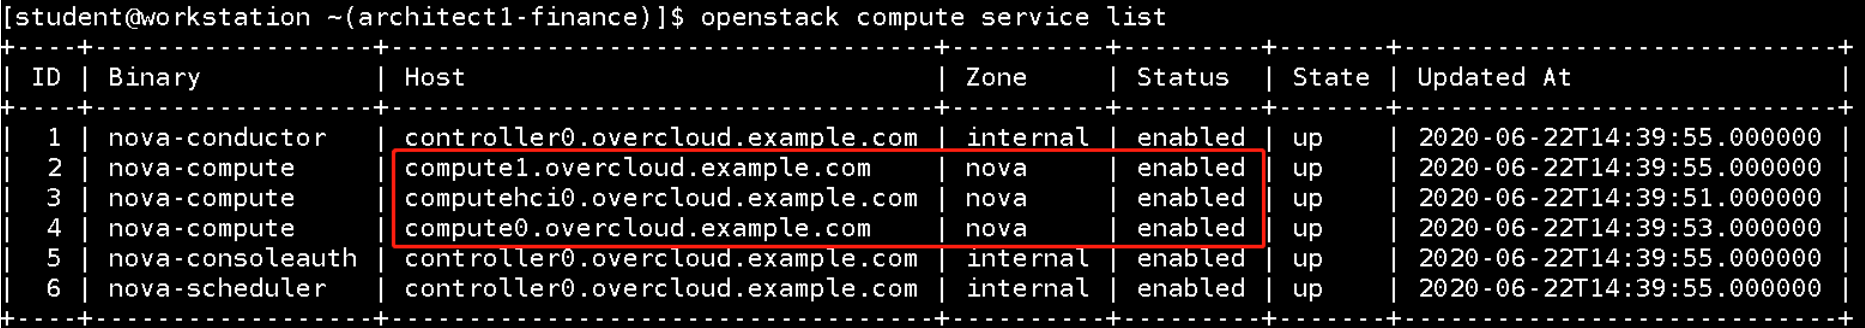 [student@workstation ~(architect1-finance)]$ openstack compute service list
+----+------------------+-----------------------------------+----------+---------+-------+----------------------------+
| ID | Binary           | Host                              | Zone     | Status  | State | Updated At                 |
+----+------------------+-----------------------------------+----------+---------+-------+----------------------------+
|  1 | nova-conductor   | controller0.overcloud.example.com | internal | enabled | up    | 2020-06-22T14:39:55.000000 |
|  2 | nova-compute     | compute1.overcloud.example.com    | nova     | enabled | up    | 2020-06-22T14:39:55.000000 |
|  3 | nova-compute     | computehci0.overcloud.example.com | nova     | enabled | up    | 2020-06-22T14:39:51.000000 |
|  4 | nova-compute     | compute0.overcloud.example.com    | nova     | enabled | up    | 2020-06-22T14:39:53.000000 |
|  5 | nova-consoleauth | controller0.overcloud.example.com | internal | enabled | up    | 2020-06-22T14:39:55.000000 |
|  6 | nova-scheduler   | controller0.overcloud.example.com | internal | enabled | up    | 2020-06-22T14:39:55.000000 |
+----+------------------+-----------------------------------+----------+---------+-------+----------------------------+